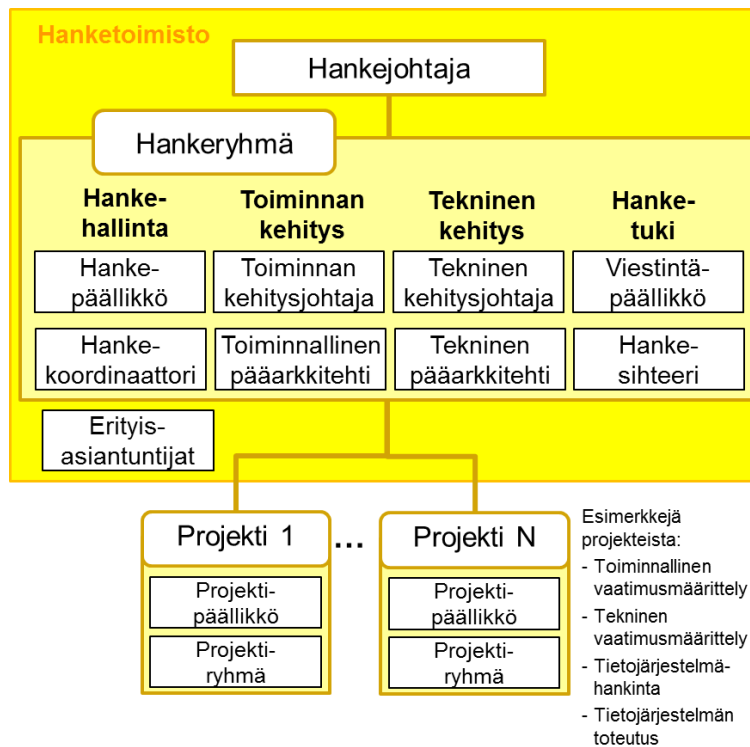 Hanketoimisto
Hankejohtaja
Hankeryhmä
Hanke-
hallinta
Toiminnan
kehitys
Tekninen
kehitys
Hanke-
tuki
Hanke-
päällikkö
Toiminnan
kehitysjohtaja
Tekninen
kehitysjohtaja
Viestintä-
päällikkö
Hanke-
koordinaattori
Toiminnallinen
pääarkkitehti
Tekninen
pääarkkitehti
Hanke-
sihteeri
Erityis-
asiantuntijat
Projekti 1
...
Projekti N
Projekti-
päällikkö
Projekti-
ryhmä
Projekti-
päällikkö
Projekti-
ryhmä
Esimerkkejä
projekteista:
- Toiminnallinen
vaatimusmäärittely
- Tekninen
vaatimusmäärittely
- Tietojärjestelmä-
hankinta
- Tietojärjestelmän
toteutus